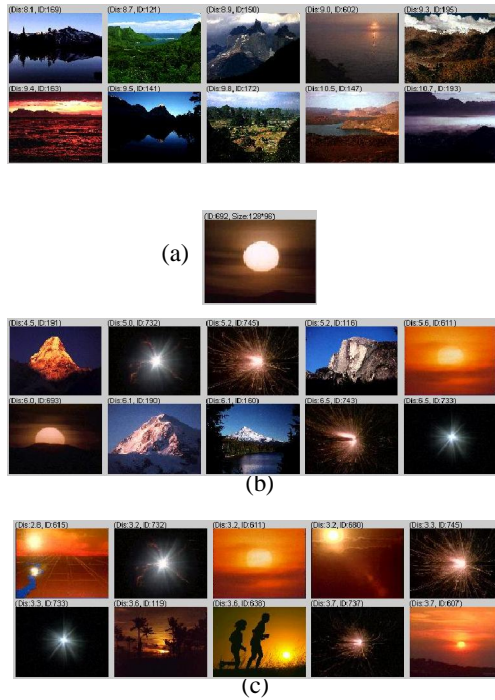 (Dis:8.1, ID:169) (Dis:8.7, ID:121) (Dis:8.9, ID:150) (Dis:9.0, ID:602) (Dis:9.3, ID:195)
(Dis:9.4, ID:163) (Dis:9.5, ID:141) (Dis:9.8, ID:172) (Dis:10.5, ID:147) (Dis:10.7, ID:193)
(ID:692, Size:128*96)
(a)
(Dis:4.5, ID:191) (Dis:5.0, ID:732) (Dis:5.2, ID:745) (Dis:5.2, ID:116) (Dis:5.6, ID:611)
(Dis:6.0, ID:693) (Dis:6.1, ID:190) (Dis:6.1, ID:160) (Dis:6.5, ID:743) (Dis:6.5, ID:733)
(b)
(Dis:2.8, ID:615) (Dis:3.2, ID:732) (Dis:3.2, ID:611) (Dis:3.2, ID:680) (Dis:3.3, ID:745)
(Dis:3.3, ID:733) (Dis:3.6, ID:119) (Dis:3.6, ID:638) (Dis:3.7, ID:737) (Dis:3.7, ID:607)
(c)